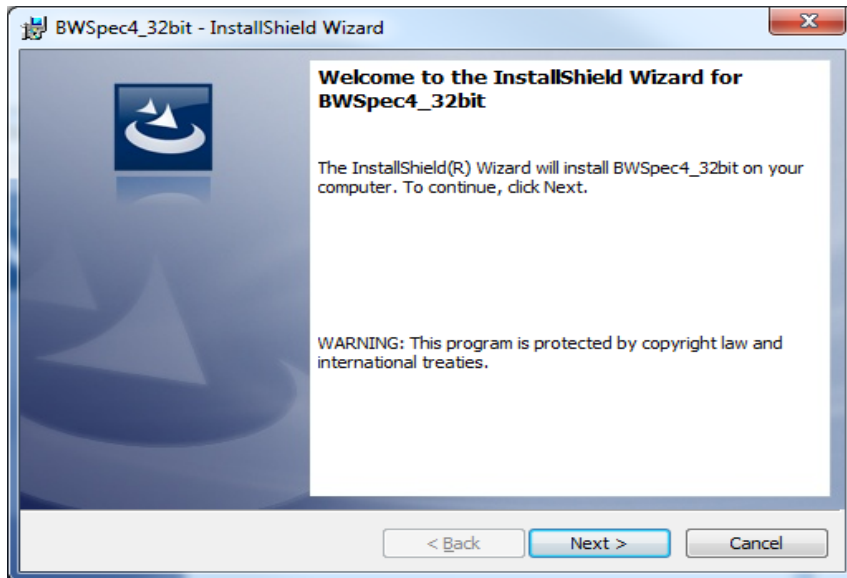 BWSpec4_32bit - InstallShield Wizard
Welcome to the InstallShield Wizard for
BWSpec4_32bit
The InstallShield(R) Wizard will install BWSpec4_32bit on your
computer. To continue, click Next.
WARNING: This program is protected by copyright law and
international treaties.
< Back Next > Cancel